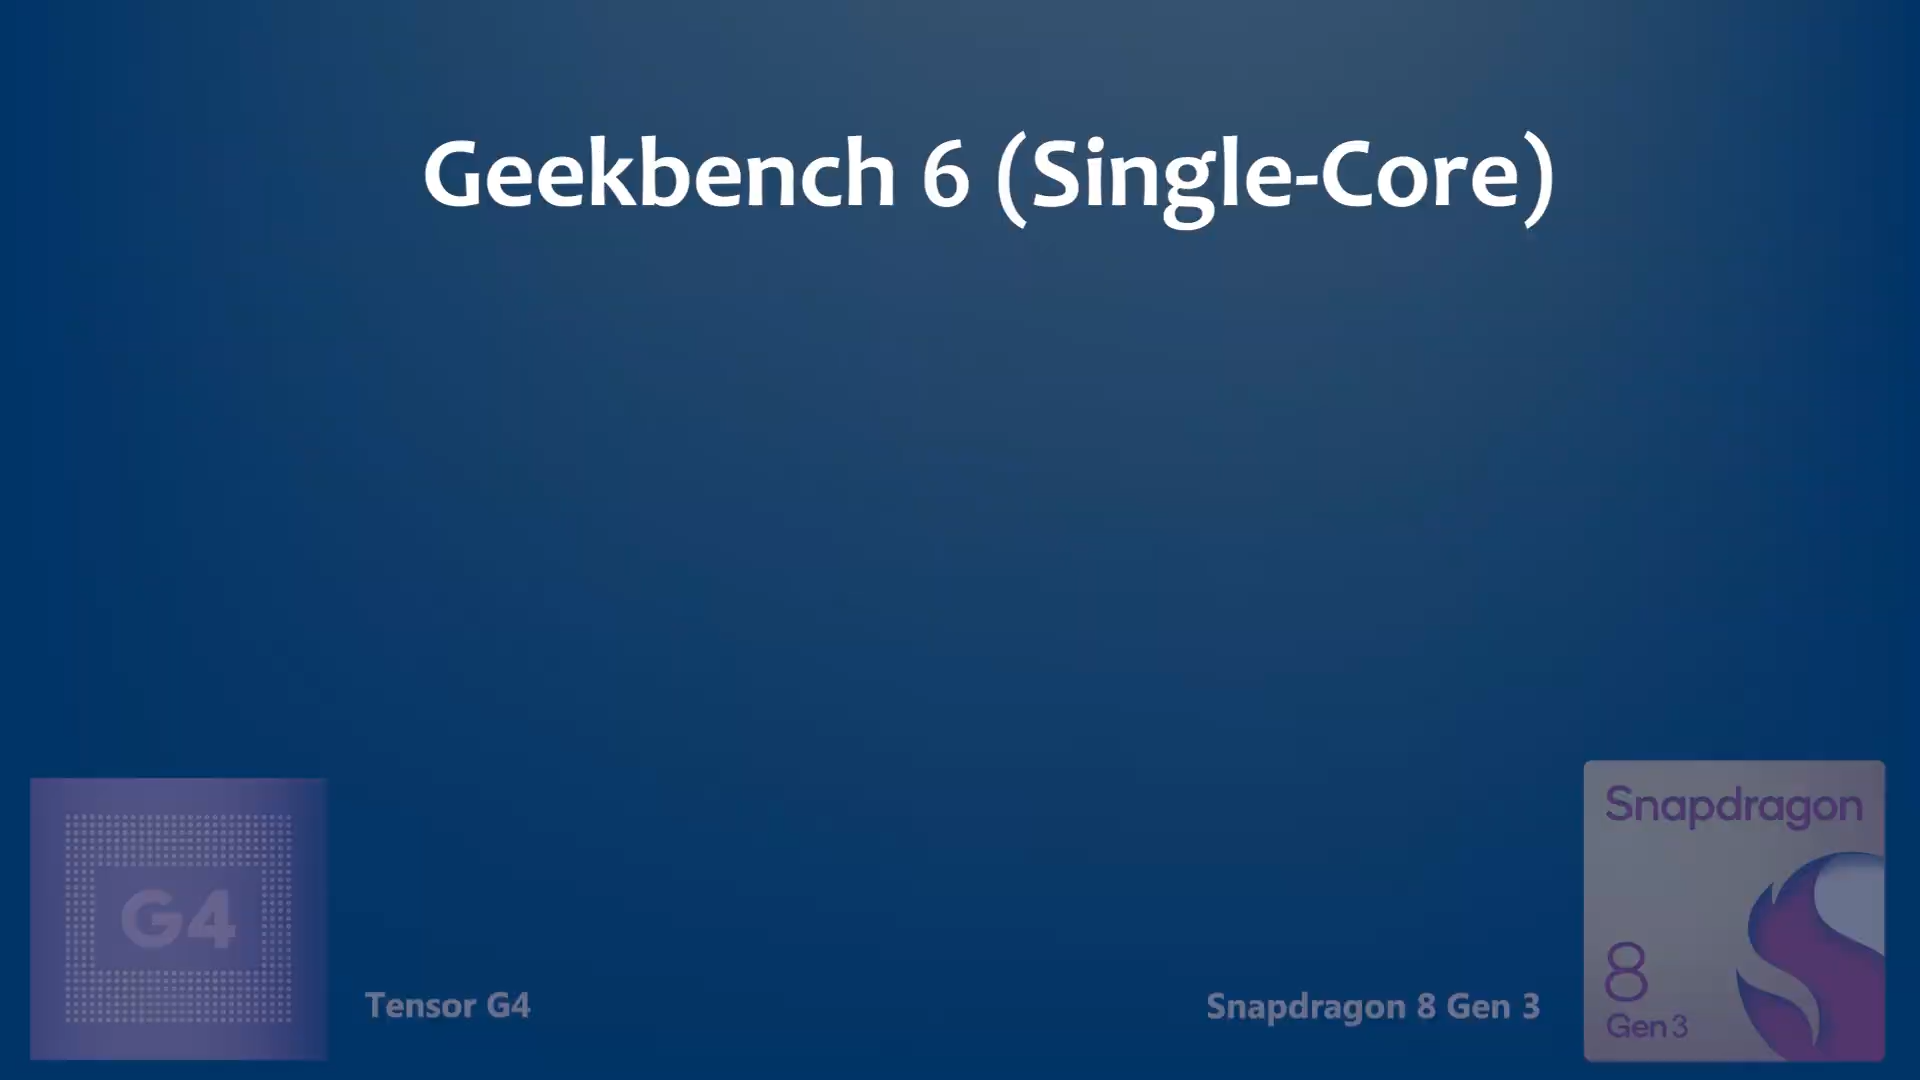 Geekbench 6 (Single-Core)
G4
Tensor G4
Snapdragon 8 Gen 3
Snapdragon
8
Gen 3